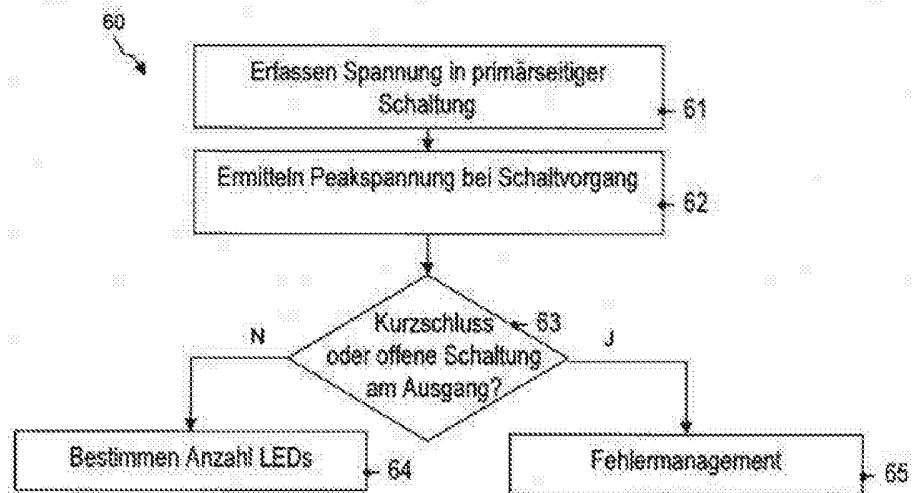 60
Erfassen Spannung in primärseitiger
Schaltung
61
Ermitteln Peakspannung bei Schaltvorgang
62
Kurzschluss
oder offene Schaltung
am Ausgang?
63
N
J
Bestimmen Anzahl LEDs
64
Fehlermanagement
65